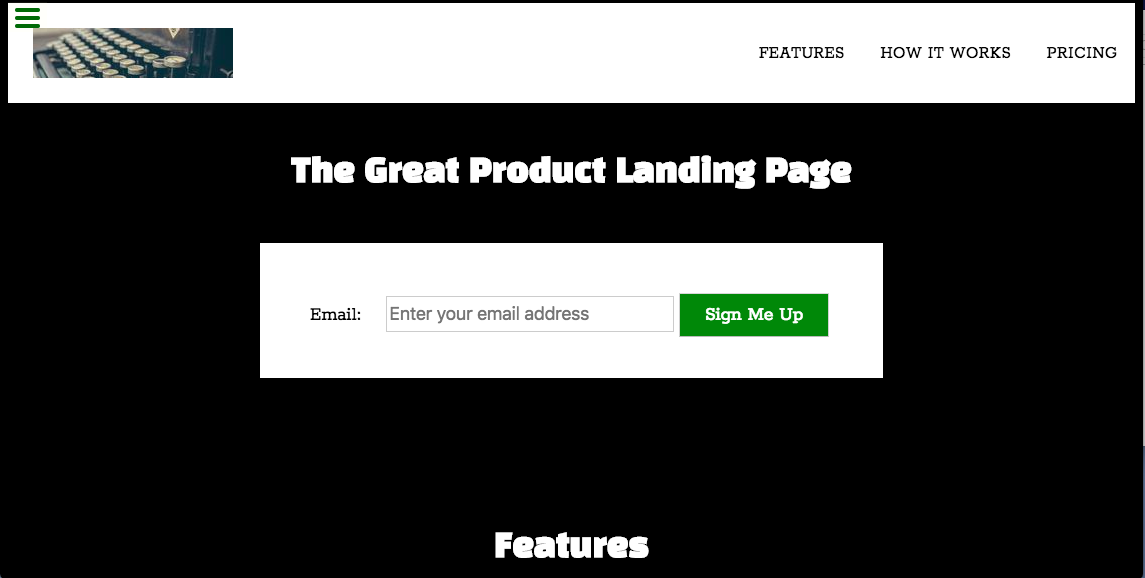 FEATURES HOW IT WORKS PRICING
The Great Product Landing Page
Email: Enter your email address Sign Me Up
Features